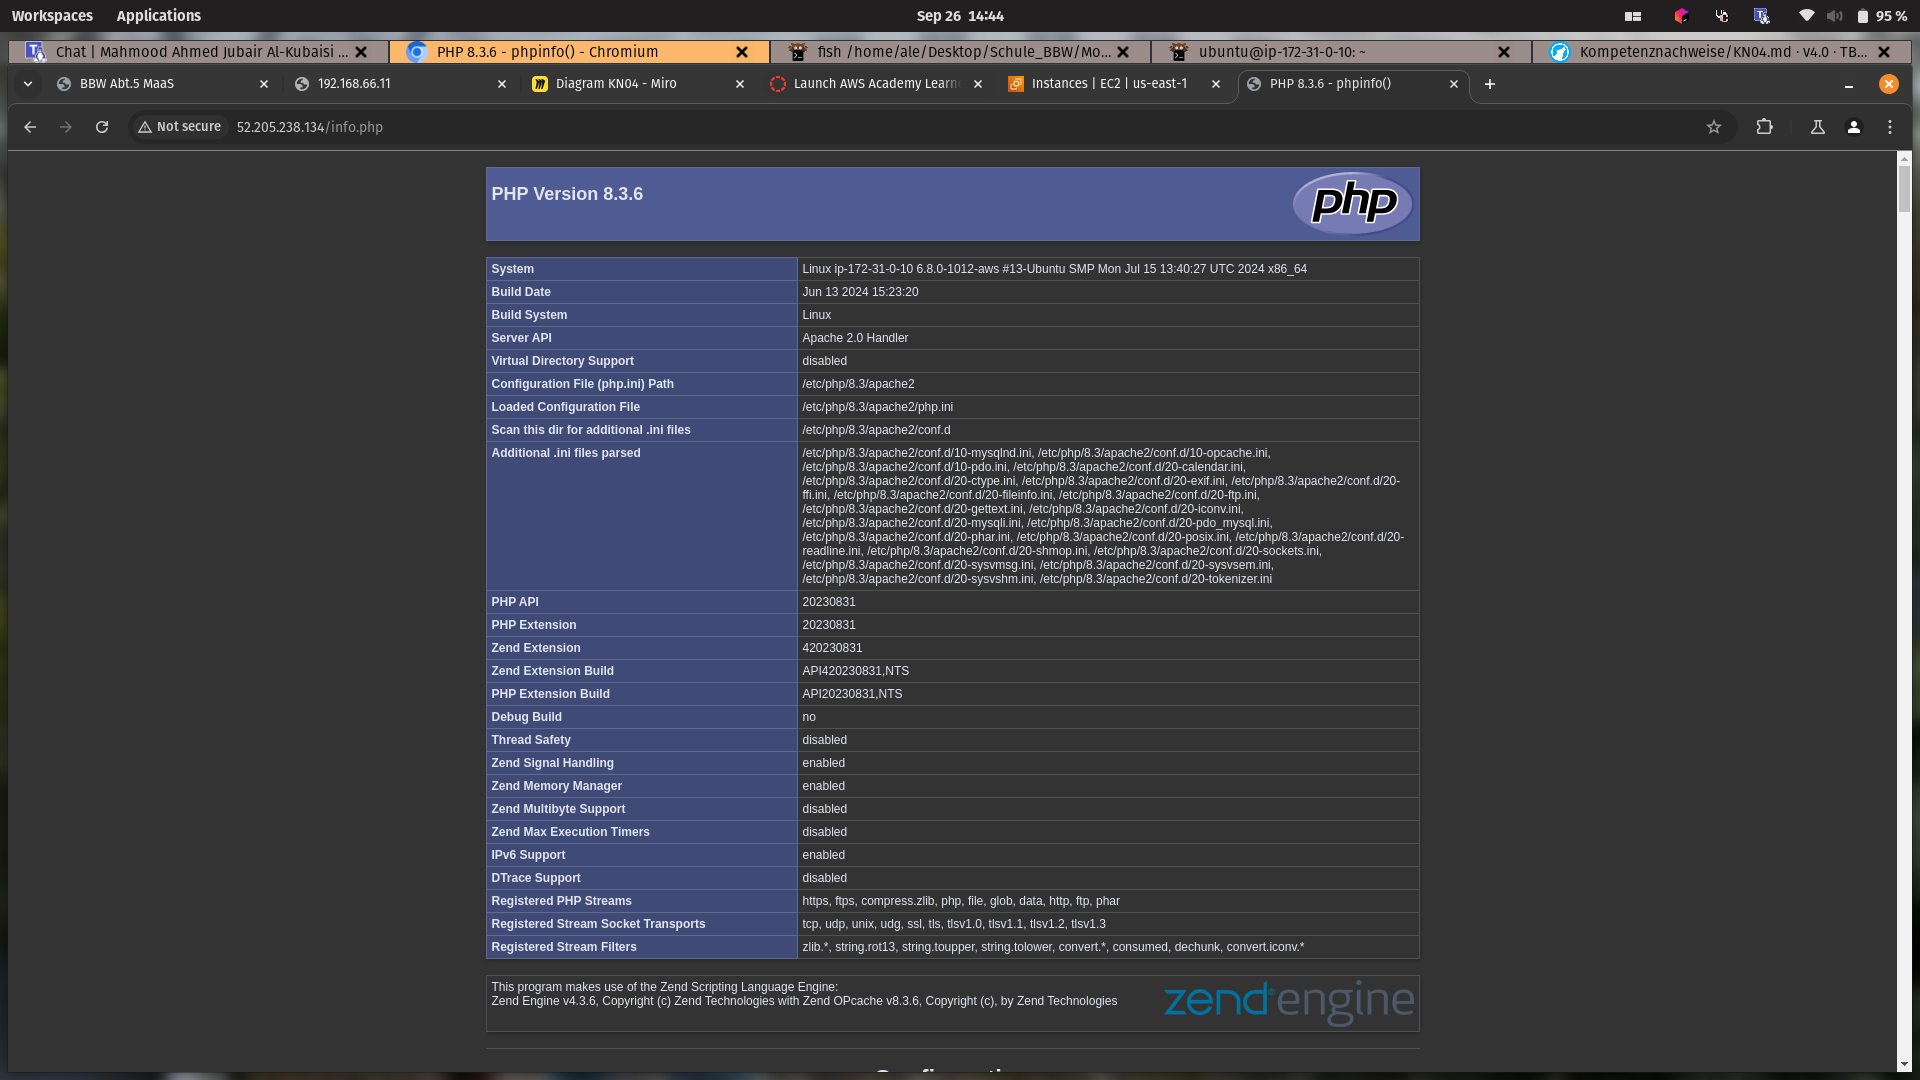 Workspaces Applications Sep 26 14:44 95 %
Chat | Mahmood Ahmed Jubair Al-Kubaisi ... PHP 8.3.6 - phpinfo() - Chromium fish /home/ale/Desktop/Schule_BBW/Mo... ubuntu@ip-172-31-0-10: ~ Kompetenznachweise/KN04.md · v4.0 · TB...
BBW Abt.5 MaaS 192.168.66.11 Diagram KN04 - Miro Launch AWS Academy Learn Instances | EC2 | us-east-1 PHP 8.3.6 - phpinfo()
Not secure 52.205.238.134/info.php
PHP Version 8.3.6 php
System Linux ip-172-31-0-10 6.8.0-1012-aws #13-Ubuntu SMP Mon Jul 15 13:40:27 UTC 2024 x86_64
Build Date Jun 13 2024 15:23:20
Build System Linux
Server API Apache 2.0 Handler
Virtual Directory Support disabled
Configuration File (php.ini) Path /etc/php/8.3/apache2
Loaded Configuration File /etc/php/8.3/apache2/php.ini
Scan this dir for additional .ini files /etc/php/8.3/apache2/conf.d
Additional .ini files parsed /etc/php/8.3/apache2/conf.d/10-mysqlnd.ini, /etc/php/8.3/apache2/conf.d/10-opcache.ini,
/etc/php/8.3/apache2/conf.d/10-pdo.ini, /etc/php/8.3/apache2/conf.d/20-calendar.ini,
/etc/php/8.3/apache2/conf.d/20-ctype.ini, /etc/php/8.3/apache2/conf.d/20-exif.ini, /etc/php/8.3/apache2/conf.d/20-
ffi.ini, /etc/php/8.3/apache2/conf.d/20-fileinfo.ini, /etc/php/8.3/apache2/conf.d/20-ftp.ini,
/etc/php/8.3/apache2/conf.d/20-gettext.ini, /etc/php/8.3/apache2/conf.d/20-iconv.ini,
/etc/php/8.3/apache2/conf.d/20-mysqli.ini, /etc/php/8.3/apache2/conf.d/20-pdo_mysql.ini,
/etc/php/8.3/apache2/conf.d/20-phar.ini, /etc/php/8.3/apache2/conf.d/20-posix.ini, /etc/php/8.3/apache2/conf.d/20-
readline.ini, /etc/php/8.3/apache2/conf.d/20-shmop.ini, /etc/php/8.3/apache2/conf.d/20-sockets.ini,
/etc/php/8.3/apache2/conf.d/20-sysvmsg.ini, /etc/php/8.3/apache2/conf.d/20-sysvsem.ini,
/etc/php/8.3/apache2/conf.d/20-sysvshm.ini, /etc/php/8.3/apache2/conf.d/20-tokenizer.ini
PHP API 20230831
PHP Extension 20230831
Zend Extension 420230831
Zend Extension Build API420230831,NTS
PHP Extension Build API20230831,NTS
Debug Build no
Thread Safety disabled
Zend Signal Handling enabled
Zend Memory Manager enabled
Zend Multibyte Support disabled
Zend Max Execution Timers disabled
IPv6 Support enabled
DTrace Support disabled
Registered PHP Streams https, ftps, compress.zlib, php, file, glob, data, http, ftp, phar
Registered Stream Socket Transports tcp, udp, unix, udg, ssl, tls, tlsv1.0, tlsv1.1, tlsv1.2, tlsv1.3
Registered Stream Filters zlib.*, string.rot13, string.toupper, string.tolower, convert.*, consumed, dechunk, convert.iconv.*
This program makes use of the Zend Scripting Language Engine:
Zend Engine v4.3.6, Copyright (c) Zend Technologies with Zend OPcache v8.3.6, Copyright (c), by Zend Technologies
zend engine